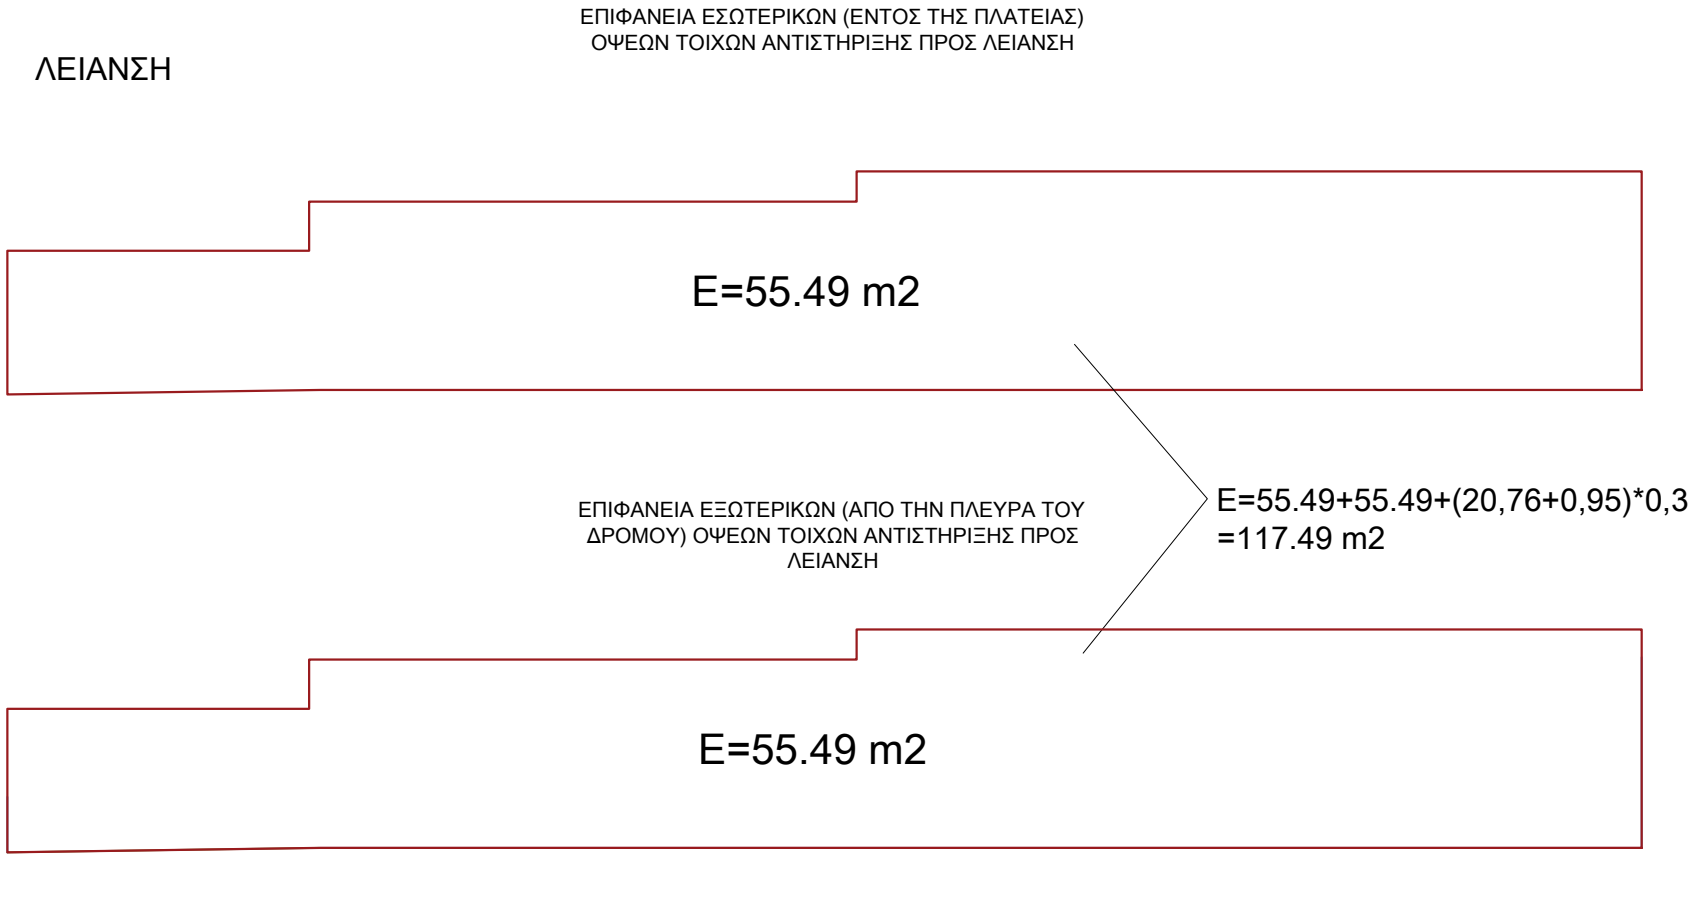 ΕΠΙΦΑΝΕΙΑ ΕΣΩΤΕΡΙΚΩΝ (ΕΝΤΟΣ ΤΗΣ ΠΛΑΤΕΙΑΣ)
ΟΨΕΩΝ ΤΟΙΧΩΝ ΑΝΤΙΣΤΗΡΙΞΗΣ ΠΡΟΣ ΛΕΙΑΝΣΗ
ΛΕΙΑΝΣΗ
E=55.49 m2
ΕΠΙΦΑΝΕΙΑ ΕΞΩΤΕΡΙΚΩΝ (ΑΠΟ ΤΗΝ ΠΛΕΥΡΑ ΤΟΥ
ΔΡΟΜΟΥ) ΟΨΕΩΝ ΤΟΙΧΩΝ ΑΝΤΙΣΤΗΡΙΞΗΣ ΠΡΟΣ
ΛΕΙΑΝΣΗ
E=55.49+55.49+(20,76+0,95)*0,3
=117.49 m2
E=55.49 m2